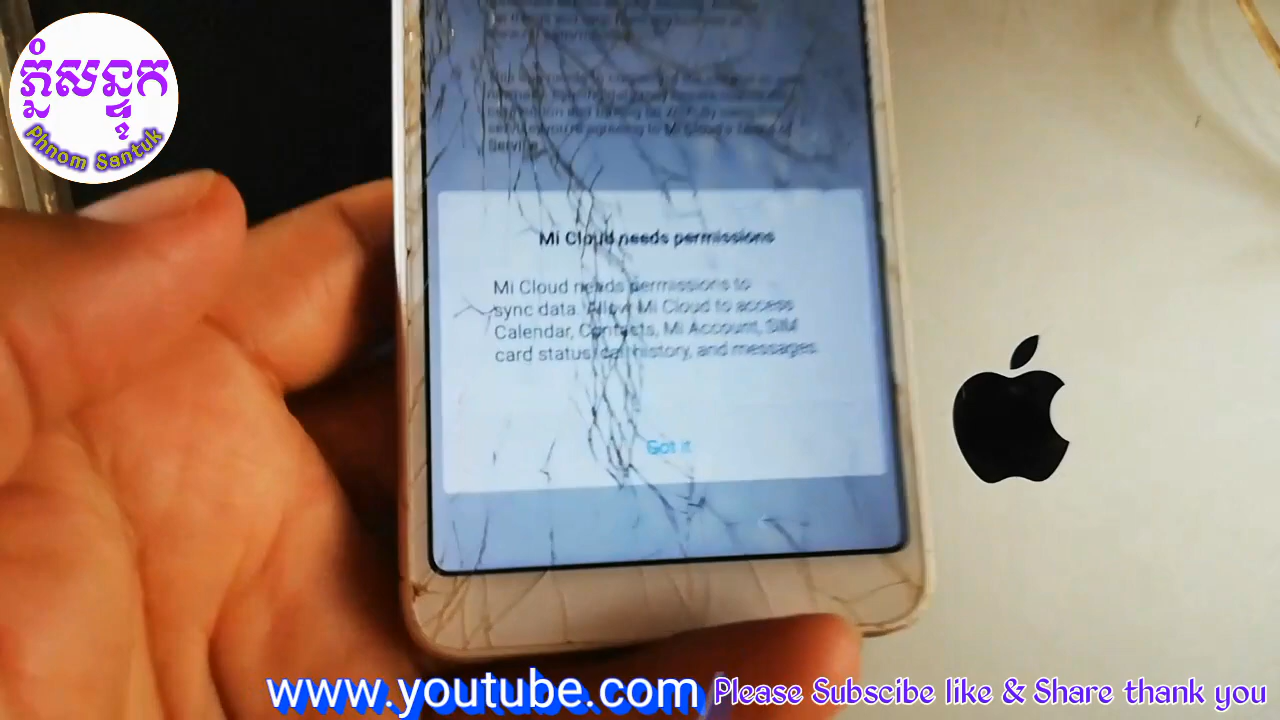 ភ្នំសន្ទុក
Phnom Santuk
Service.
Mi Cloud needs permissions
Mi Cloud needs permissions to
sync data. Allow Mi Cloud to access
Calendar, Contacts, Mi Account, SIM
card status, call history, and messages
Got it
www.youtube.com
Please Subscibe like & Share thank you